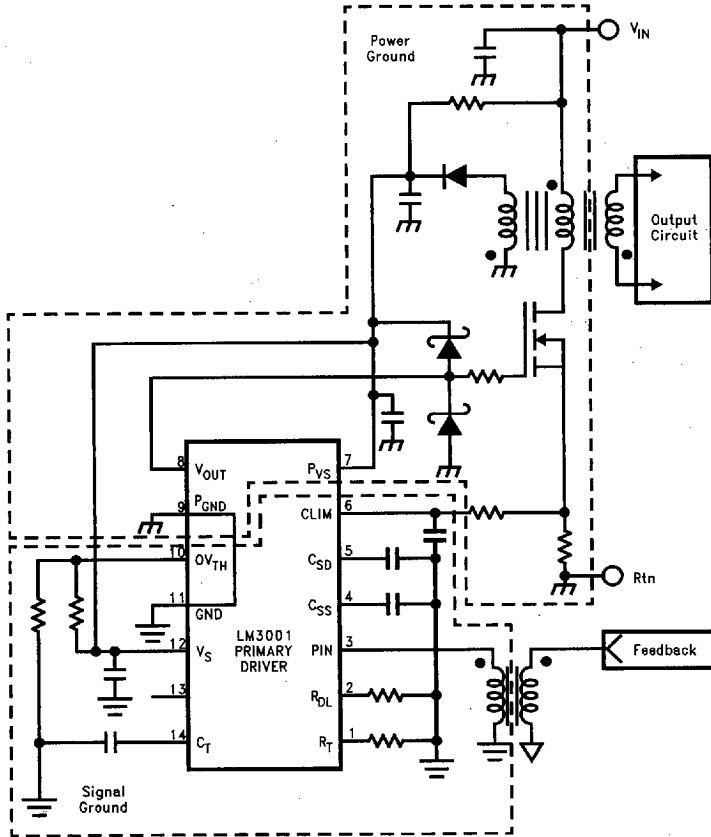 Power
Ground
V_IN
Output
Circuit
8 V_OUT
P_VS 7
P_GND
9
CLIM 6
10 OV_TH
C_SD 5
11 GND
C_SS 4
12 V_S
LM3001
PRIMARY
DRIVER
PIN 3
13
R_DL 2
14 C_T
R_T 1
Rtn
Feedback
Signal
Ground